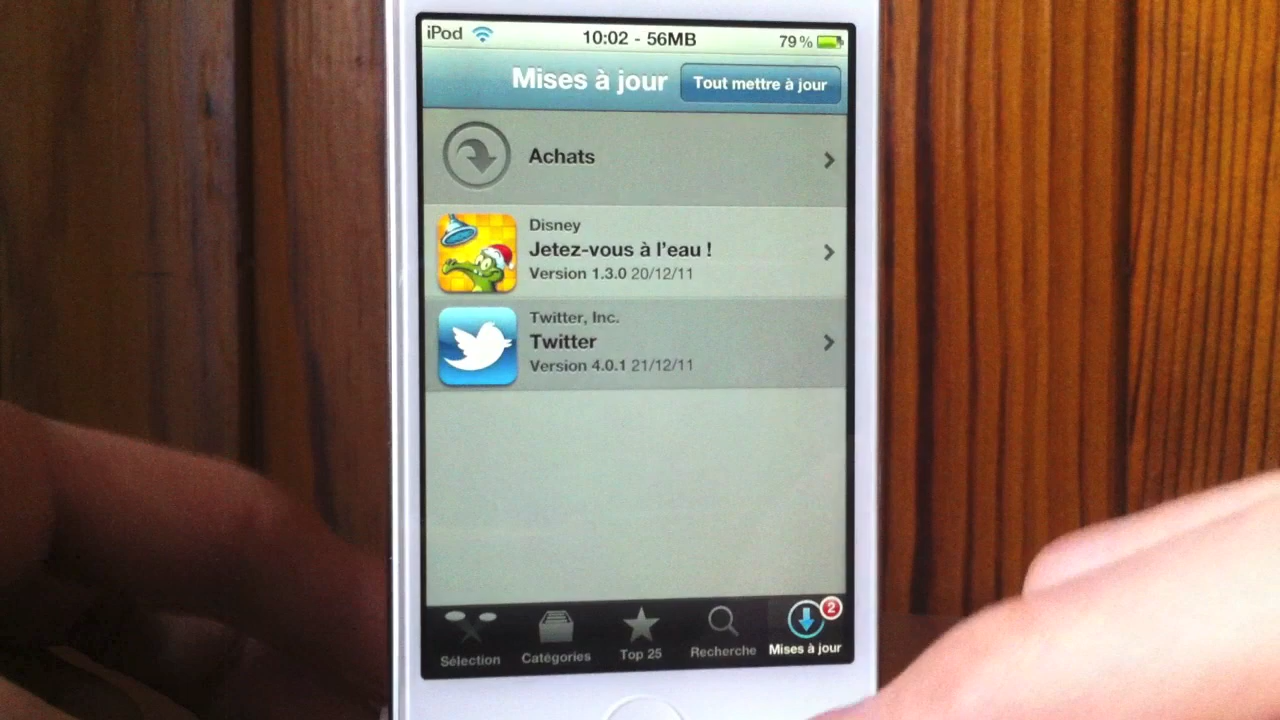 iPod 10:02 - 56MB 79%
Mises à jour Tout mettre à jour
Achats
Disney
Jetez-vous à l'eau !
Version 1.3.0 20/12/11
Twitter, Inc.
Twitter
Version 4.0.1 21/12/11
2
Sélection Catégories Top 25 Recherche Mises à jour